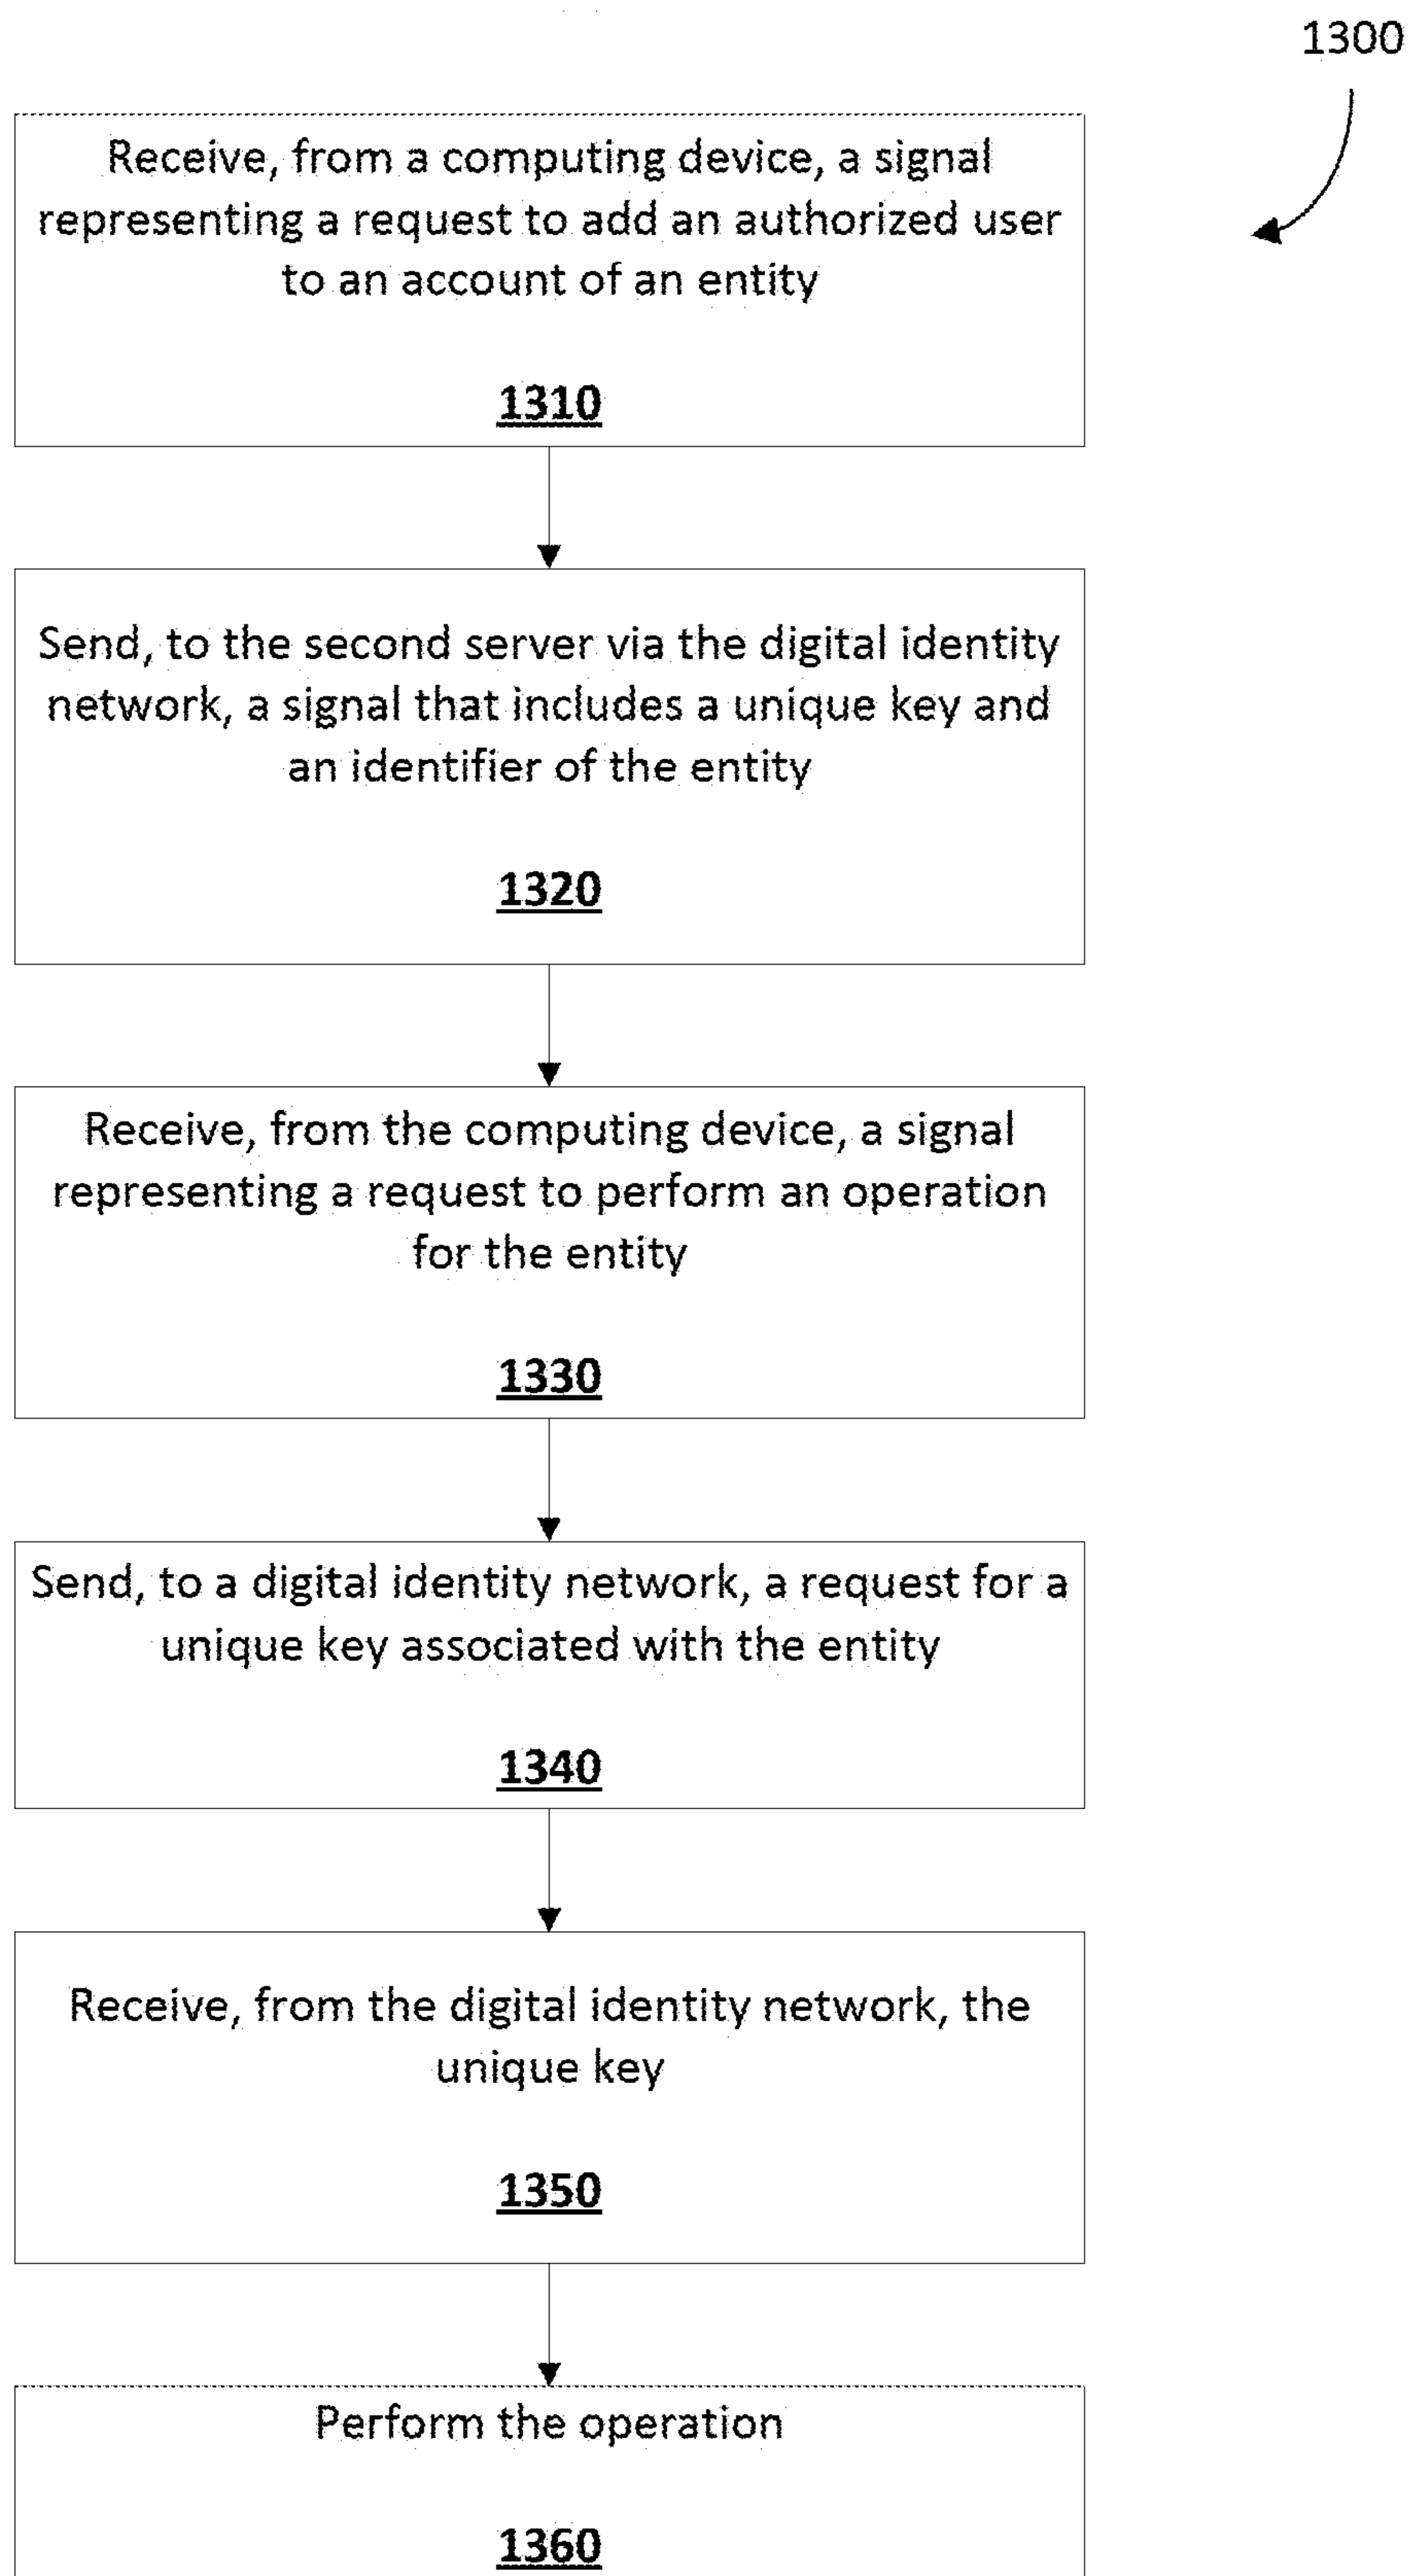 1300
Receive, from a computing device, a signal
representing a request to add an authorized user
to an account of an entity
1310
Send, to the second server via the digital identity
network, a signal that includes a unique key and
an identifier of the entity
1320
Receive, from the computing device, a signal
representing a request to perform an operation
for the entity
1330
Send, to a digital identity network, a request for a
unique key associated with the entity
1340
Receive, from the digital identity network, the
unique key
1350
Perform the operation
1360